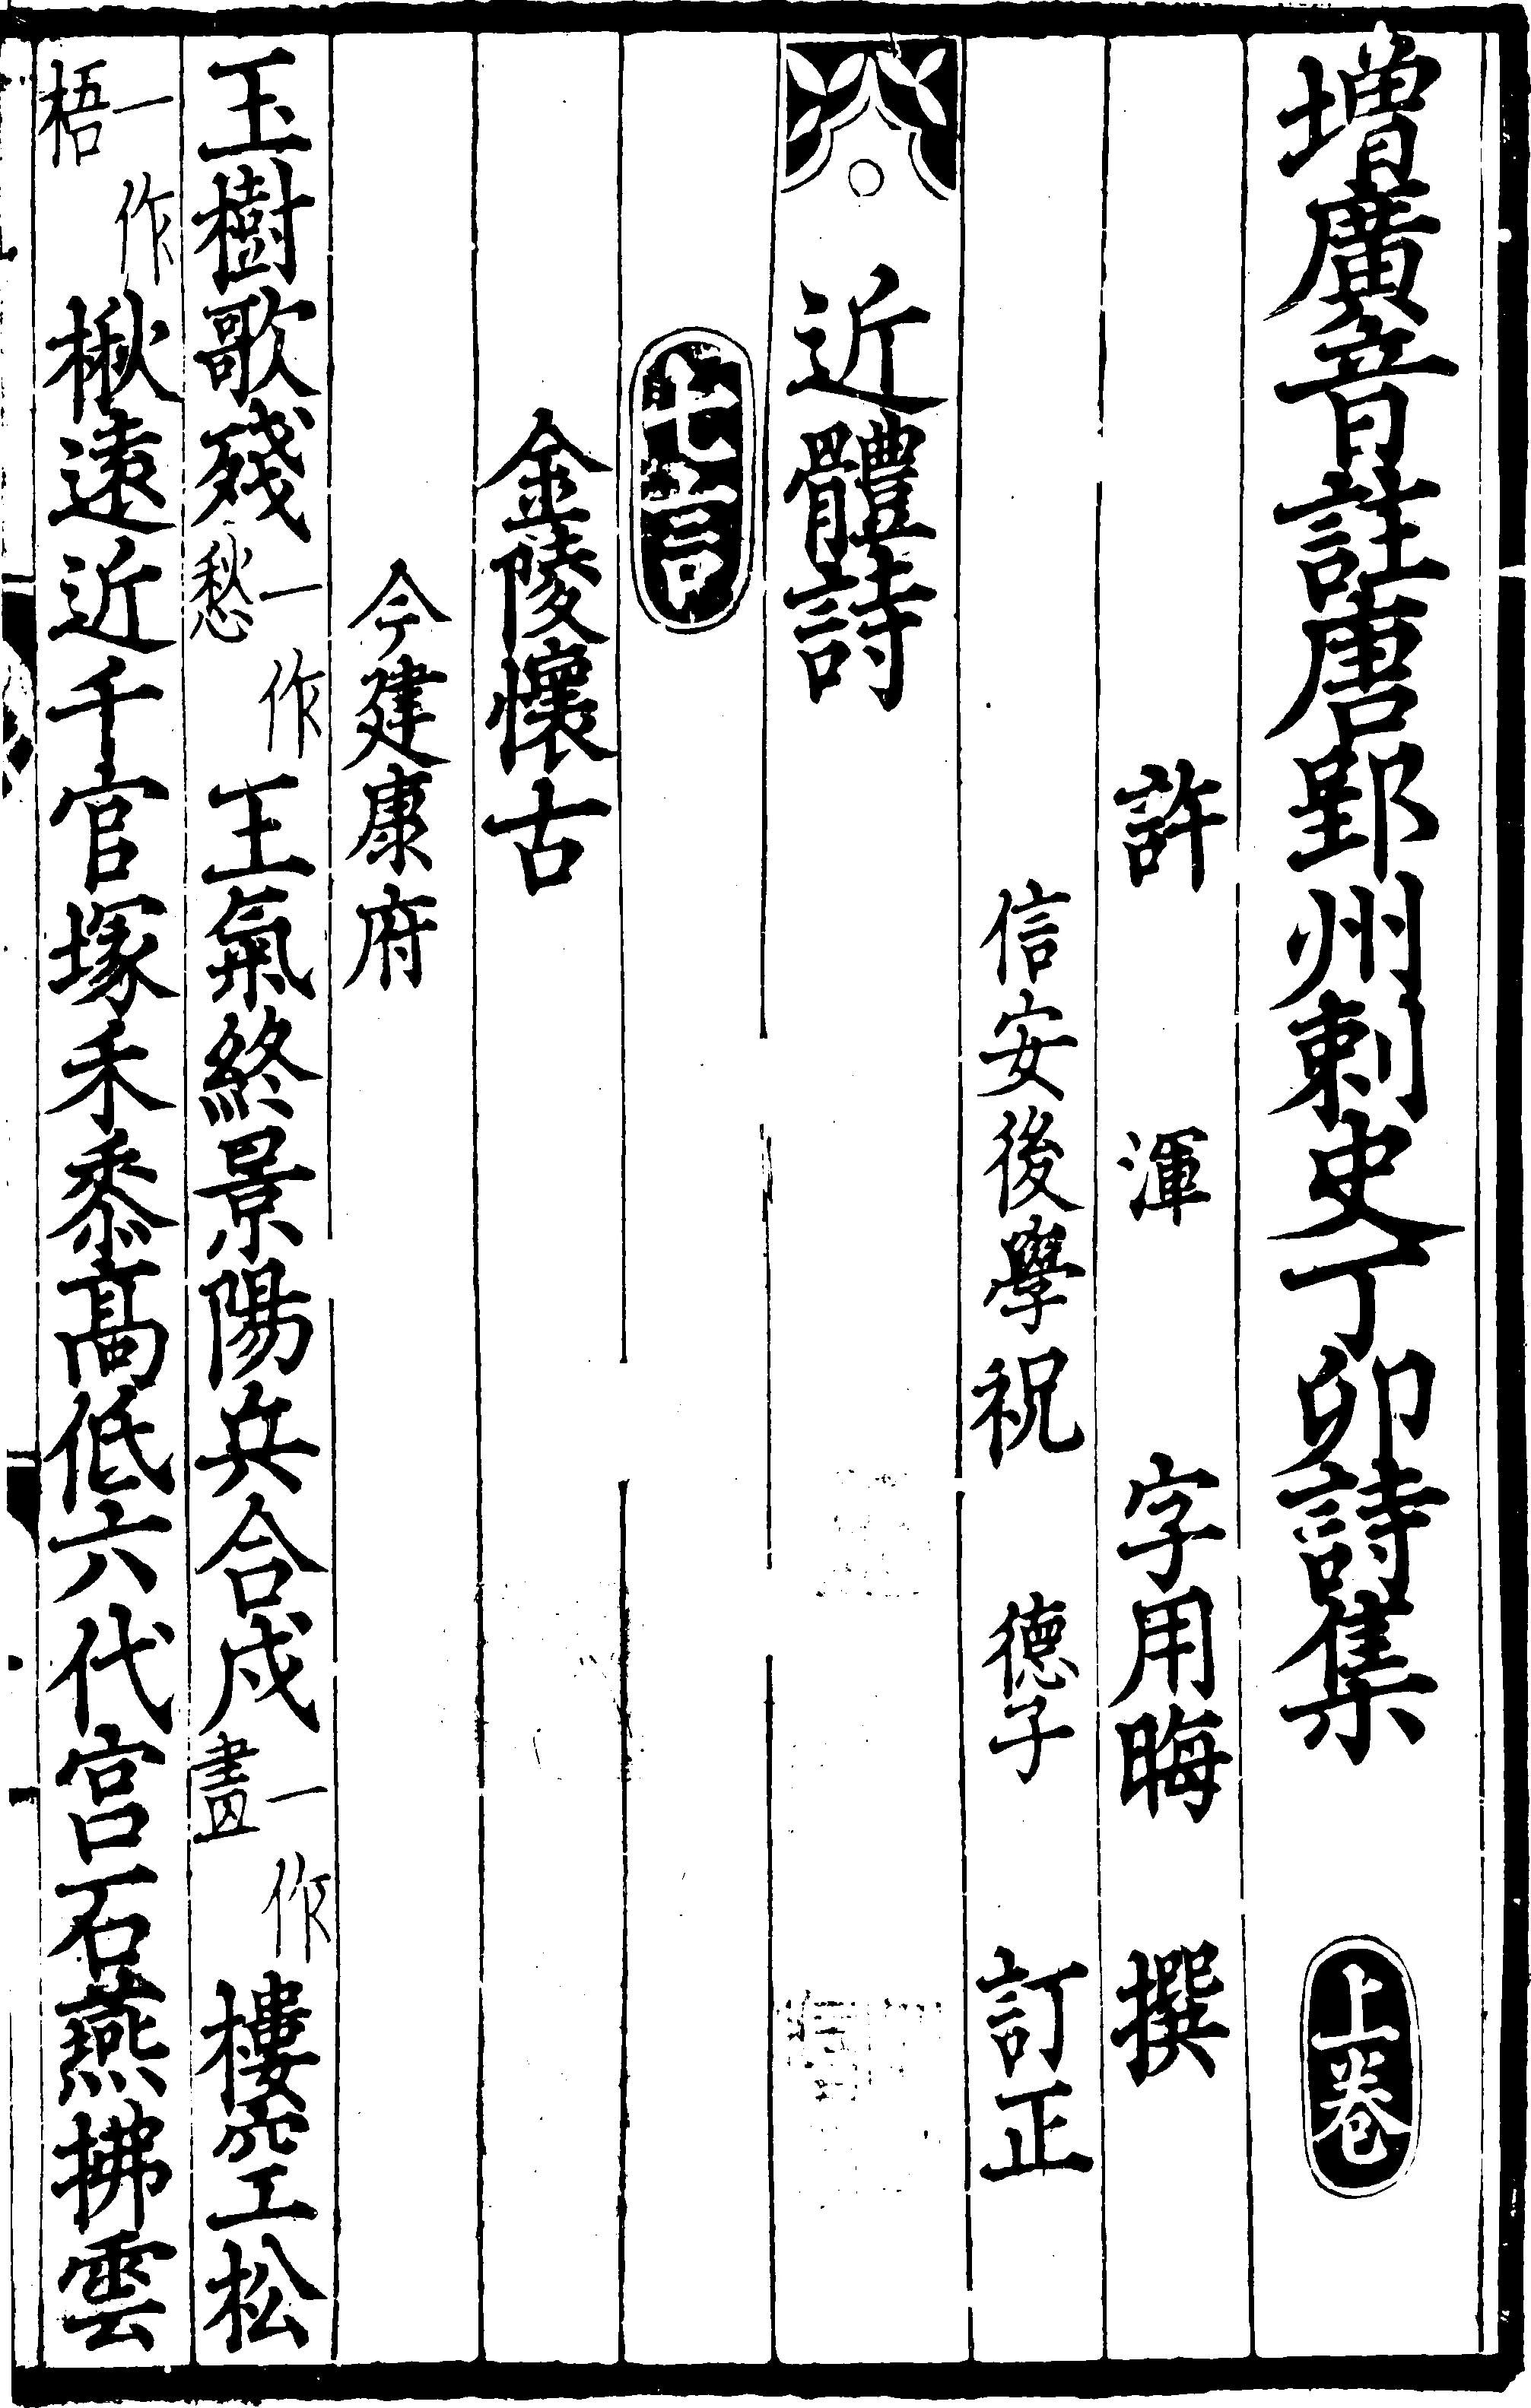 增廣音註唐郢州刺史丁卯詩集 上卷
許渾 字用晦 撰
信安後學祝 德子 訂正
近體詩
七言
金陵懷古
今建康府
玉樹歌殘一作愁王氣終景陽兵合戍一作畫樓空松
一作梧楸遠近千官塚禾黍高低六代宮石燕拂雲